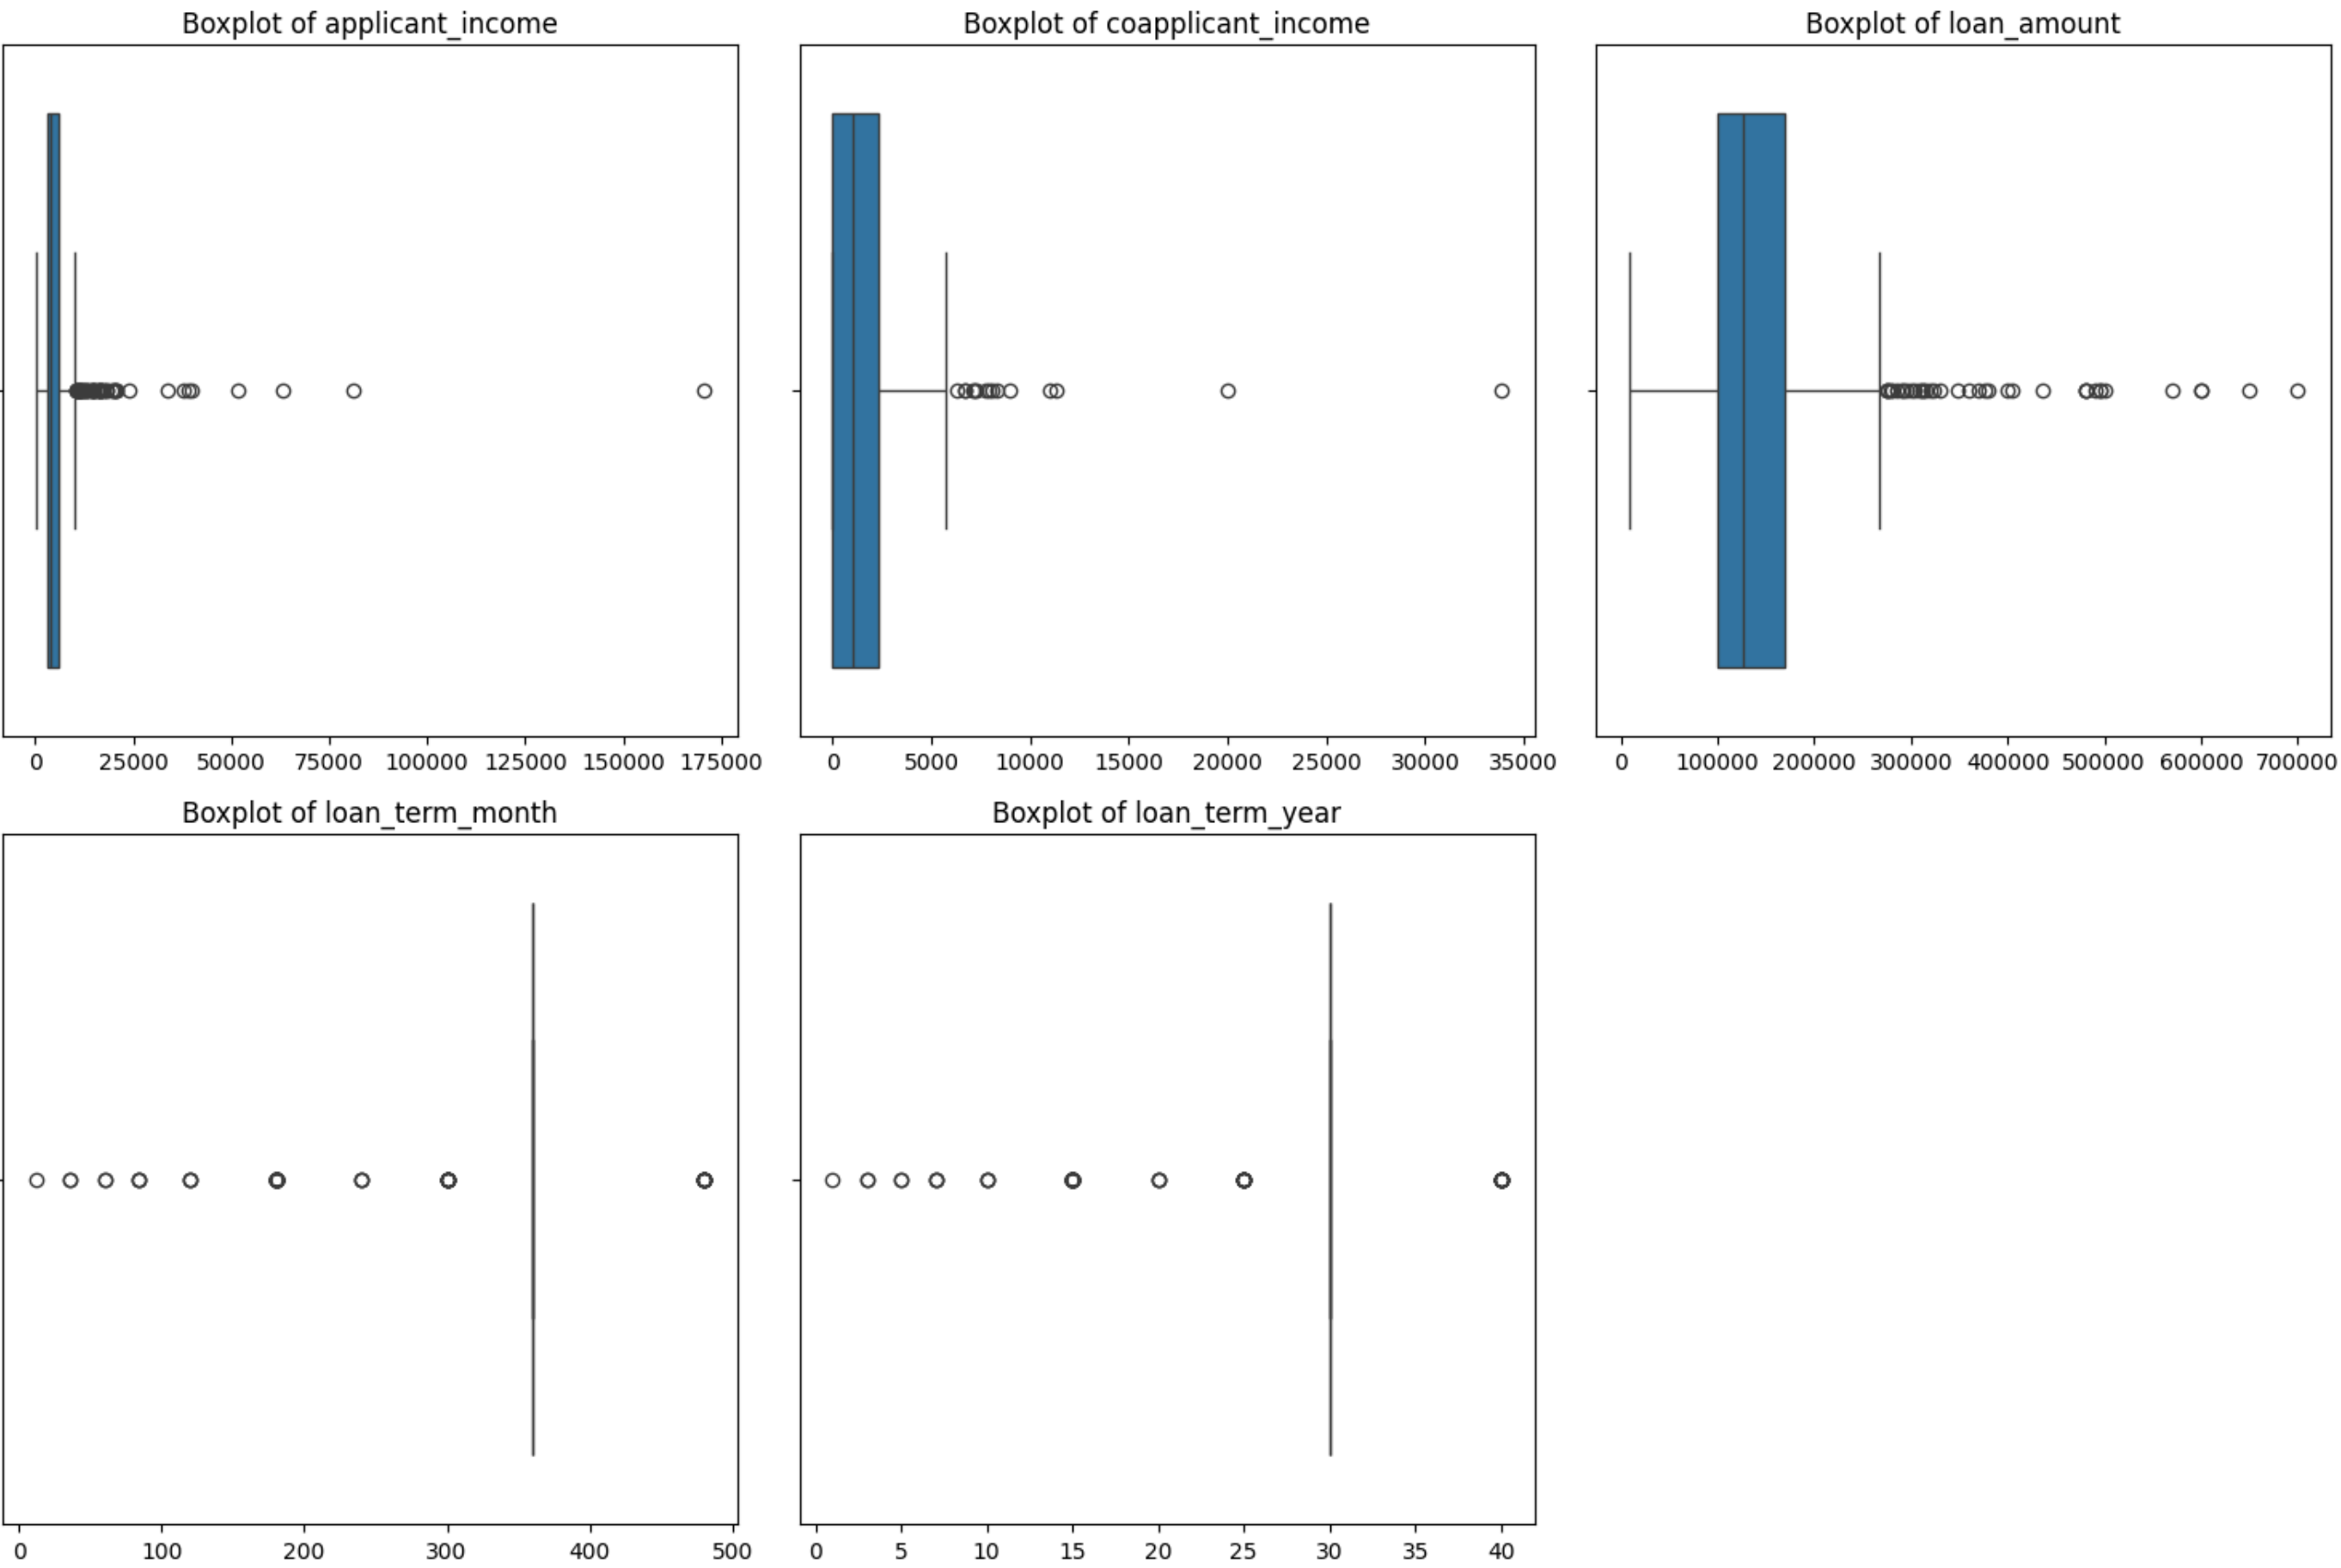 Boxplot of applicant_income
Boxplot of coapplicant_income
Boxplot of loan_amount
0 25000 50000 75000 100000 125000 150000 175000
0 5000 10000 15000 20000 25000 30000 35000
0 100000 200000 300000 400000 500000 600000 700000
Boxplot of loan_term_month
Boxplot of loan_term_year
0 100 200 300 400 500
0 5 10 15 20 25 30 35 40